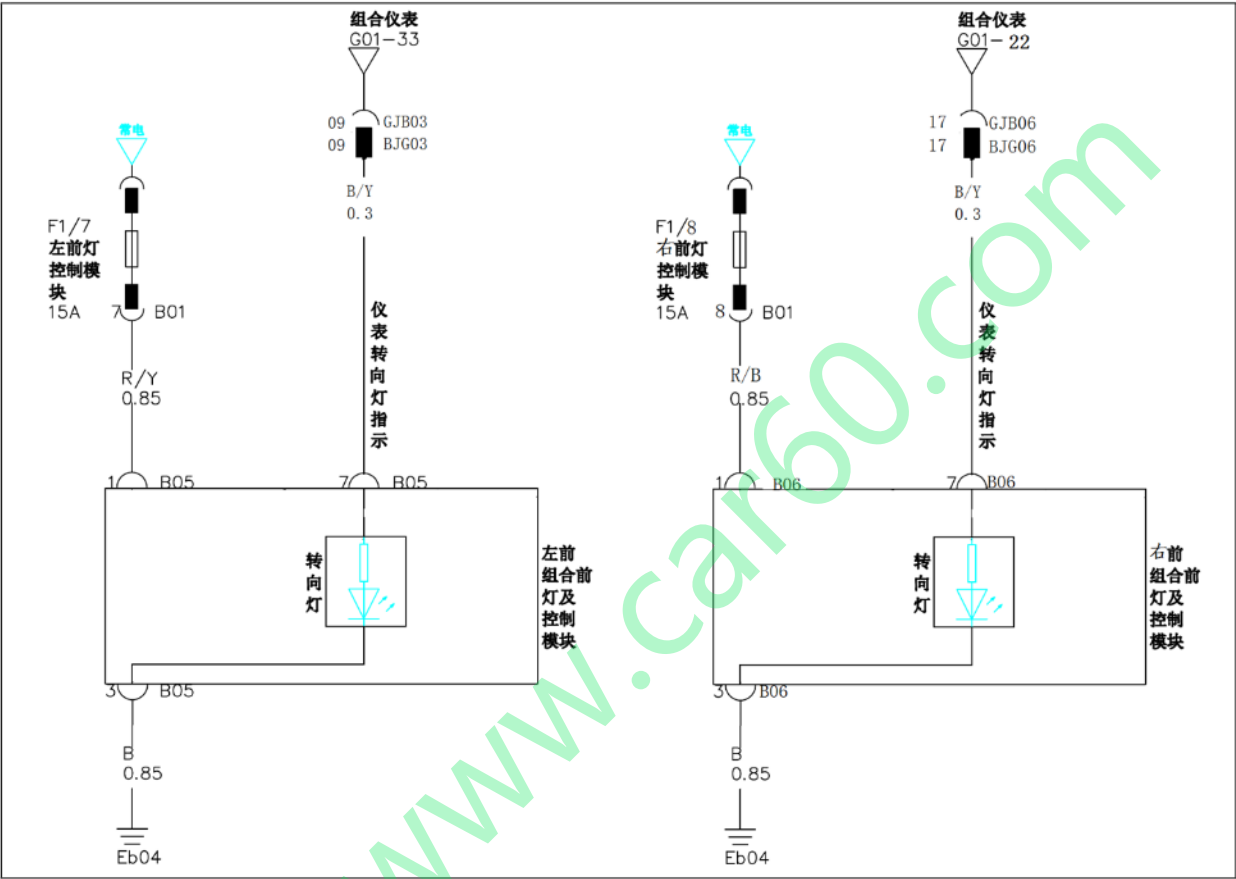 组合仪表
G01-33
09 GJB03
09 BJG03
B/Y
0.3
常电
F1/7
左前灯
控制模
块
15A
7 B01
R/Y
0.85
仪表转向灯指示
1 B05
7 B05
转向灯
左前
组合前
灯及
控制
模块
3 B05
B
0.85
Eb04
组合仪表
G01-22
17 GJB06
17 BJG06
B/Y
0.3
常电
F1/8
右前灯
控制模
块
15A
8 B01
R/B
0.85
仪表转向灯指示
1 B06
7 B06
转向灯
右前
组合前
灯及
控制
模块
3 B06
B
0.85
Eb04
www.car60.com